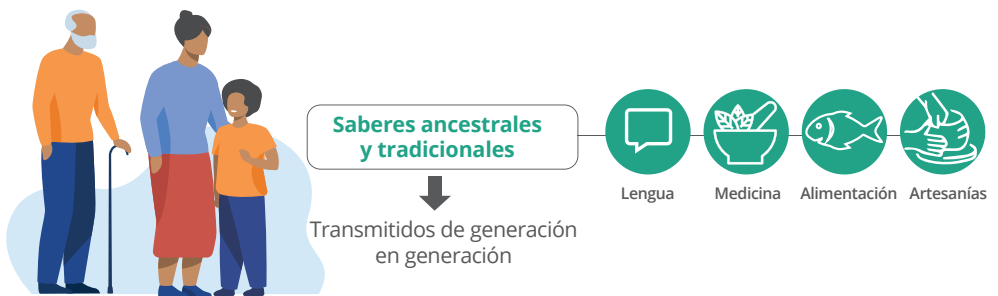 Saberes ancestrales
y tradicionales
Transmitidos de generación
en generación
Lengua
Medicina
Alimentación
Artesanías